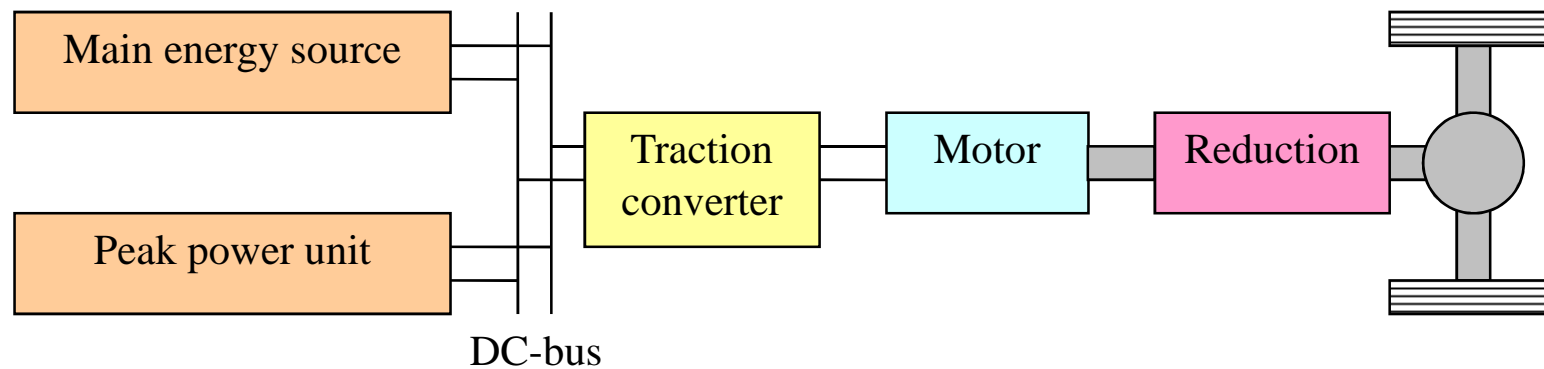 Main energy source
Traction
converter
Motor
Reduction
Peak power unit
DC-bus